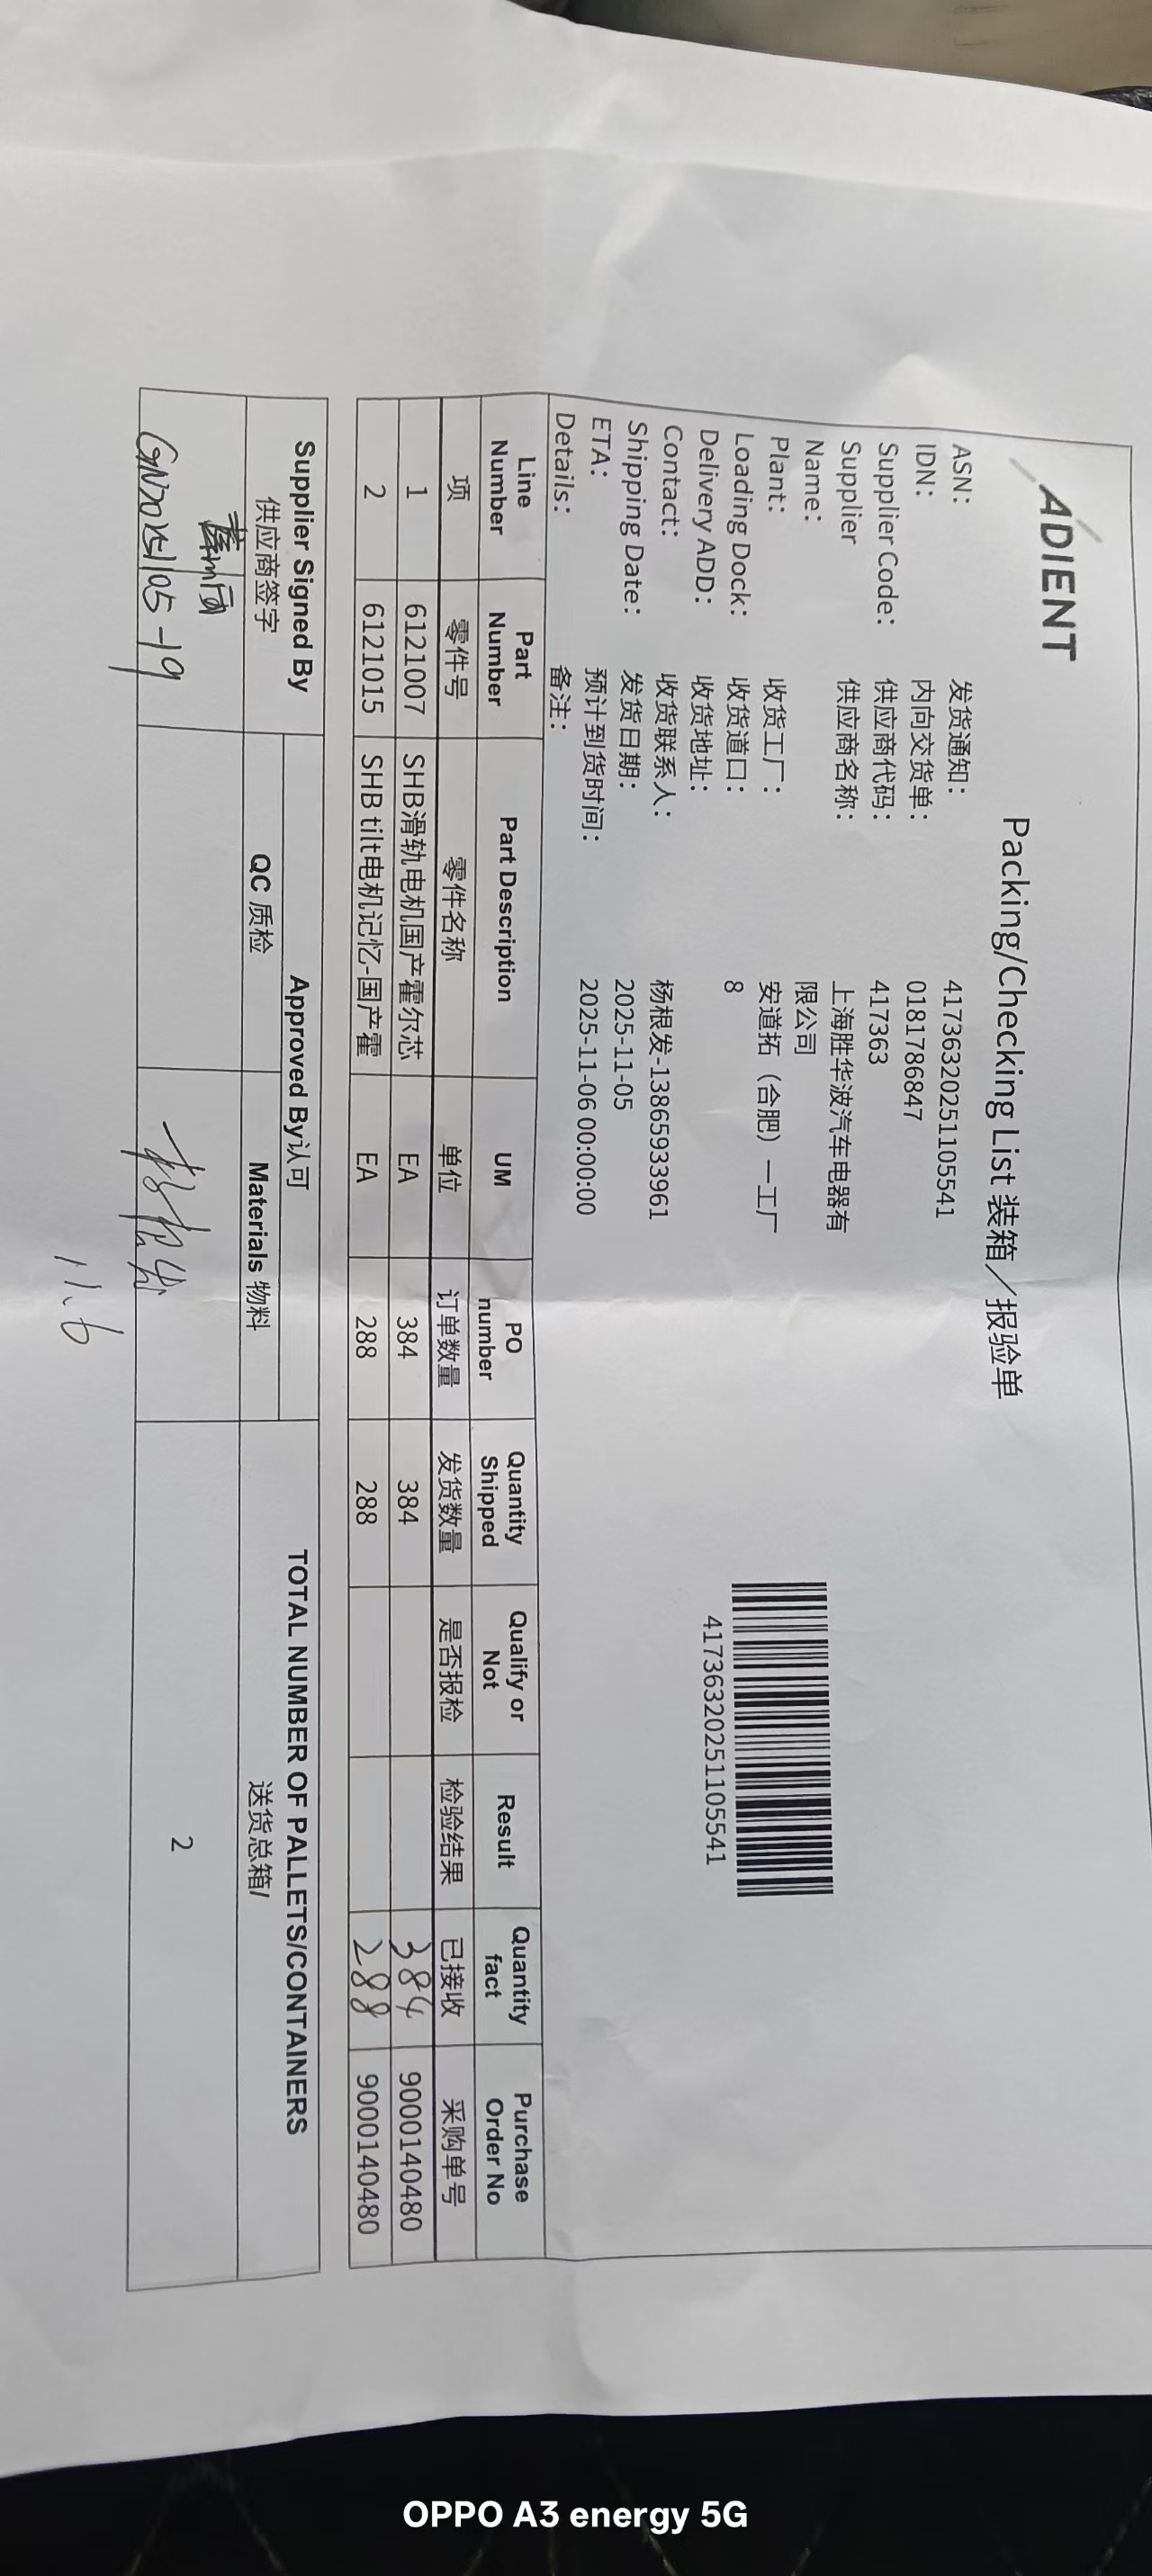 ADIENT
Packing/Checking List 装箱／报验单
ASN: 发货通知: 41736320251105541
IDN: 内向交货单: 0181786847
Supplier Code: 供应商代码: 417363
Supplier Name: 供应商名称: 上海胜华波汽车电器有限公司
Plant: 收货工厂: 安道拓（合肥）一工厂
Loading Dock: 收货道口: 8
Delivery ADD: 收货地址:
Contact: 收货联系人: 杨根发-13865933961
Shipping Date: 发货日期: 2025-11-05
ETA: 预计到货时间: 2025-11-06 00:00:00
Details: 备注:
41736320251105541
Line Number Part Number Part Description UM PO number Quantity Shipped Qualify or Not Result Quantity fact Purchase Order No
项 零件号 零件名称 单位 订单数量 发货数量 是否报检 检验结果 已接收 采购单号
1 6121007 SHB滑轨电机国产霍尔芯 EA 384 384 384 9000140480
2 6121015 SHB tilt电机记忆-国产霍 EA 288 288 288 9000140480
Supplier Signed By Approved By认可 TOTAL NUMBER OF PALLETS/CONTAINERS
供应商签字 QC 质检 Materials 物料 送货总箱/
GN20251105-19 杨根发 2
11.6
OPPO A3 energy 5G